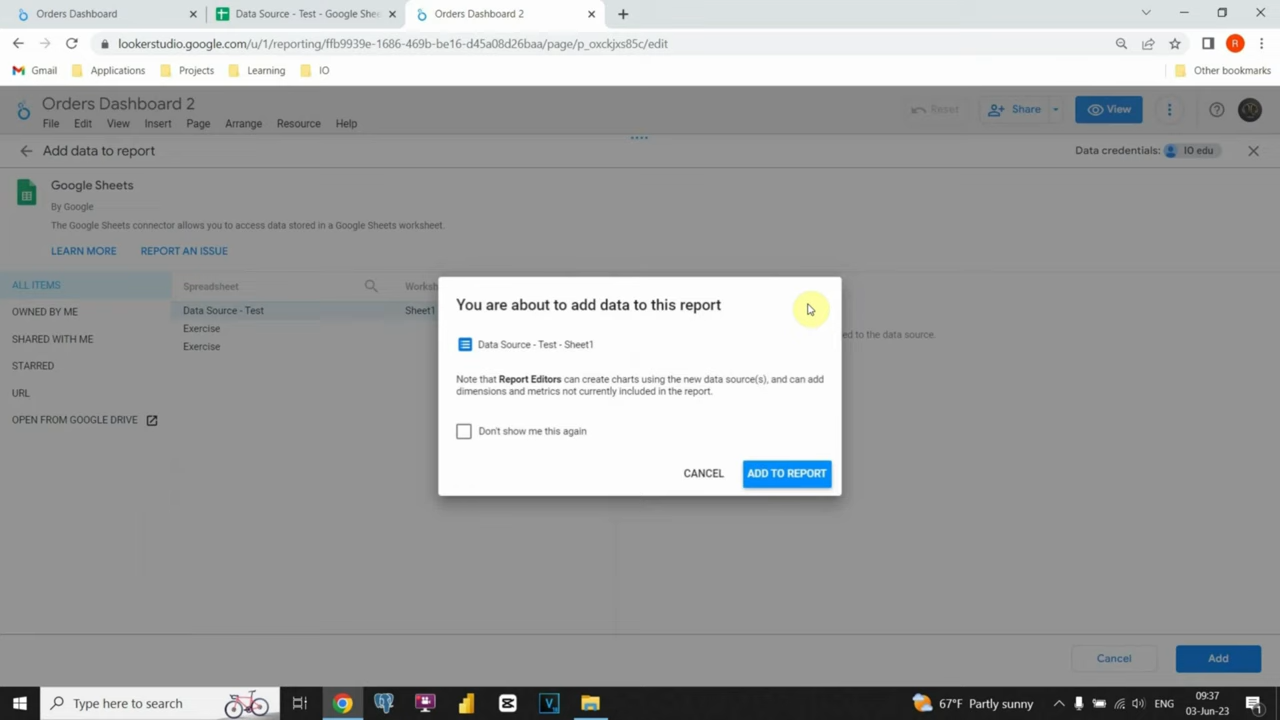 Orders Dashboard
Data Source - Test - Google Shee
Orders Dashboard 2
lookerstudio.google.com/u/1/reporting/ffb9939e-1686-469b-be16-d45a08d26baa/page/p_oxckjxs85c/edit
R
Gmail
Applications
Projects
Learning
IO
Other bookmarks
Orders Dashboard 2
File
Edit
View
Insert
Page
Arrange
Resource
Help
Reset
Share
View
Add data to report
Data credentials:
IO edu
Google Sheets
By Google
The Google Sheets connector allows you to access data stored in a Google Sheets worksheet.
LEARN MORE
REPORT AN ISSUE
ALL ITEMS
OWNED BY ME
SHARED WITH ME
STARRED
URL
OPEN FROM GOOGLE DRIVE
Spreadsheet
Data Source - Test
Exercise
Exercise
Worksh
Sheet1
ed to the data source.
You are about to add data to this report
Data Source - Test - Sheet1
Note that Report Editors can create charts using the new data source(s), and can add
dimensions and metrics not currently included in the report.
Don't show me this again
CANCEL
ADD TO REPORT
Cancel
Add
Type here to search
67°F Partly sunny
ENG
09:37
03-Jun-23